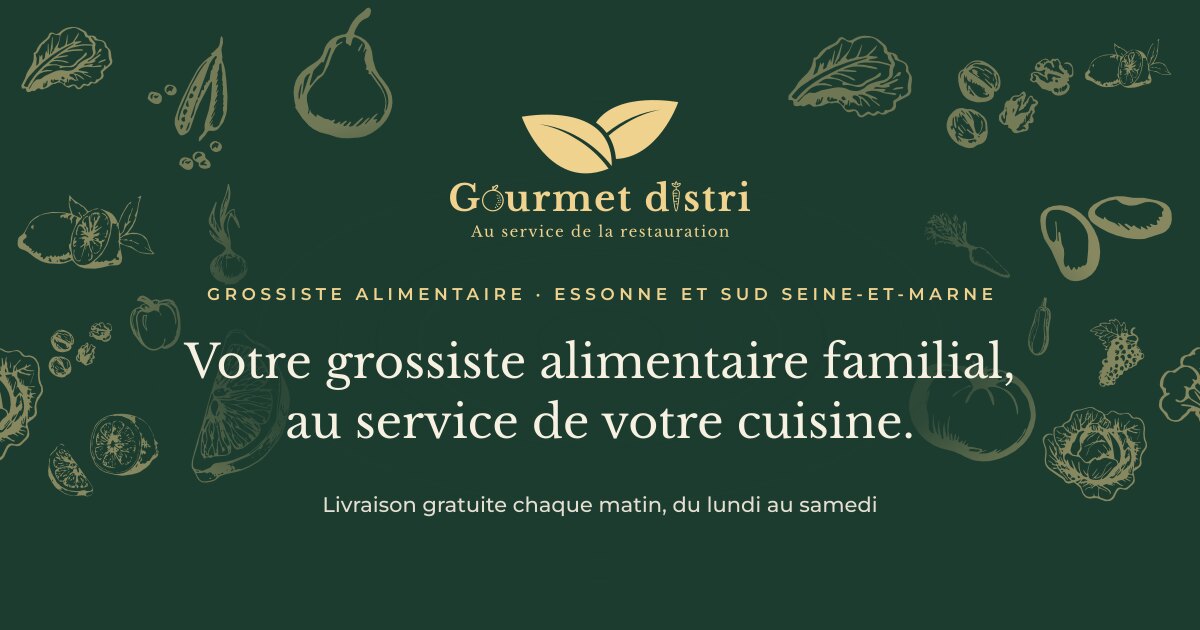 Gourmet distri
Au service de la restauration
GROSSISTE ALIMENTAIRE · ESSONNE ET SUD SEINE-ET-MARNE
Votre grossiste alimentaire familial,
au service de votre cuisine.
Livraison gratuite chaque matin, du lundi au samedi